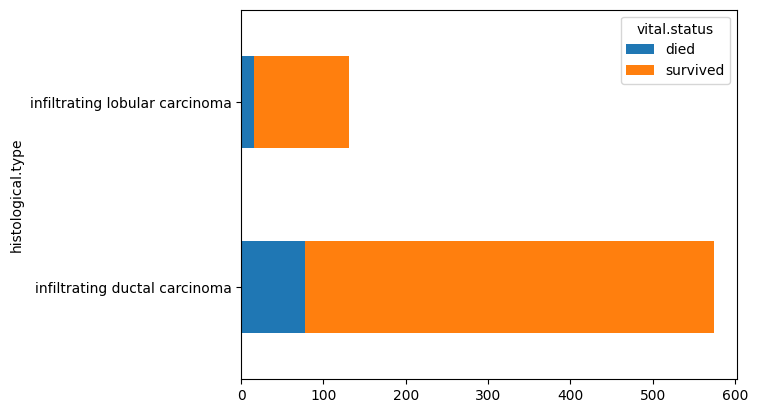 vital.status
died
survived
infiltrating lobular carcinoma
histological.type
infiltrating ductal carcinoma
0 100 200 300 400 500 600